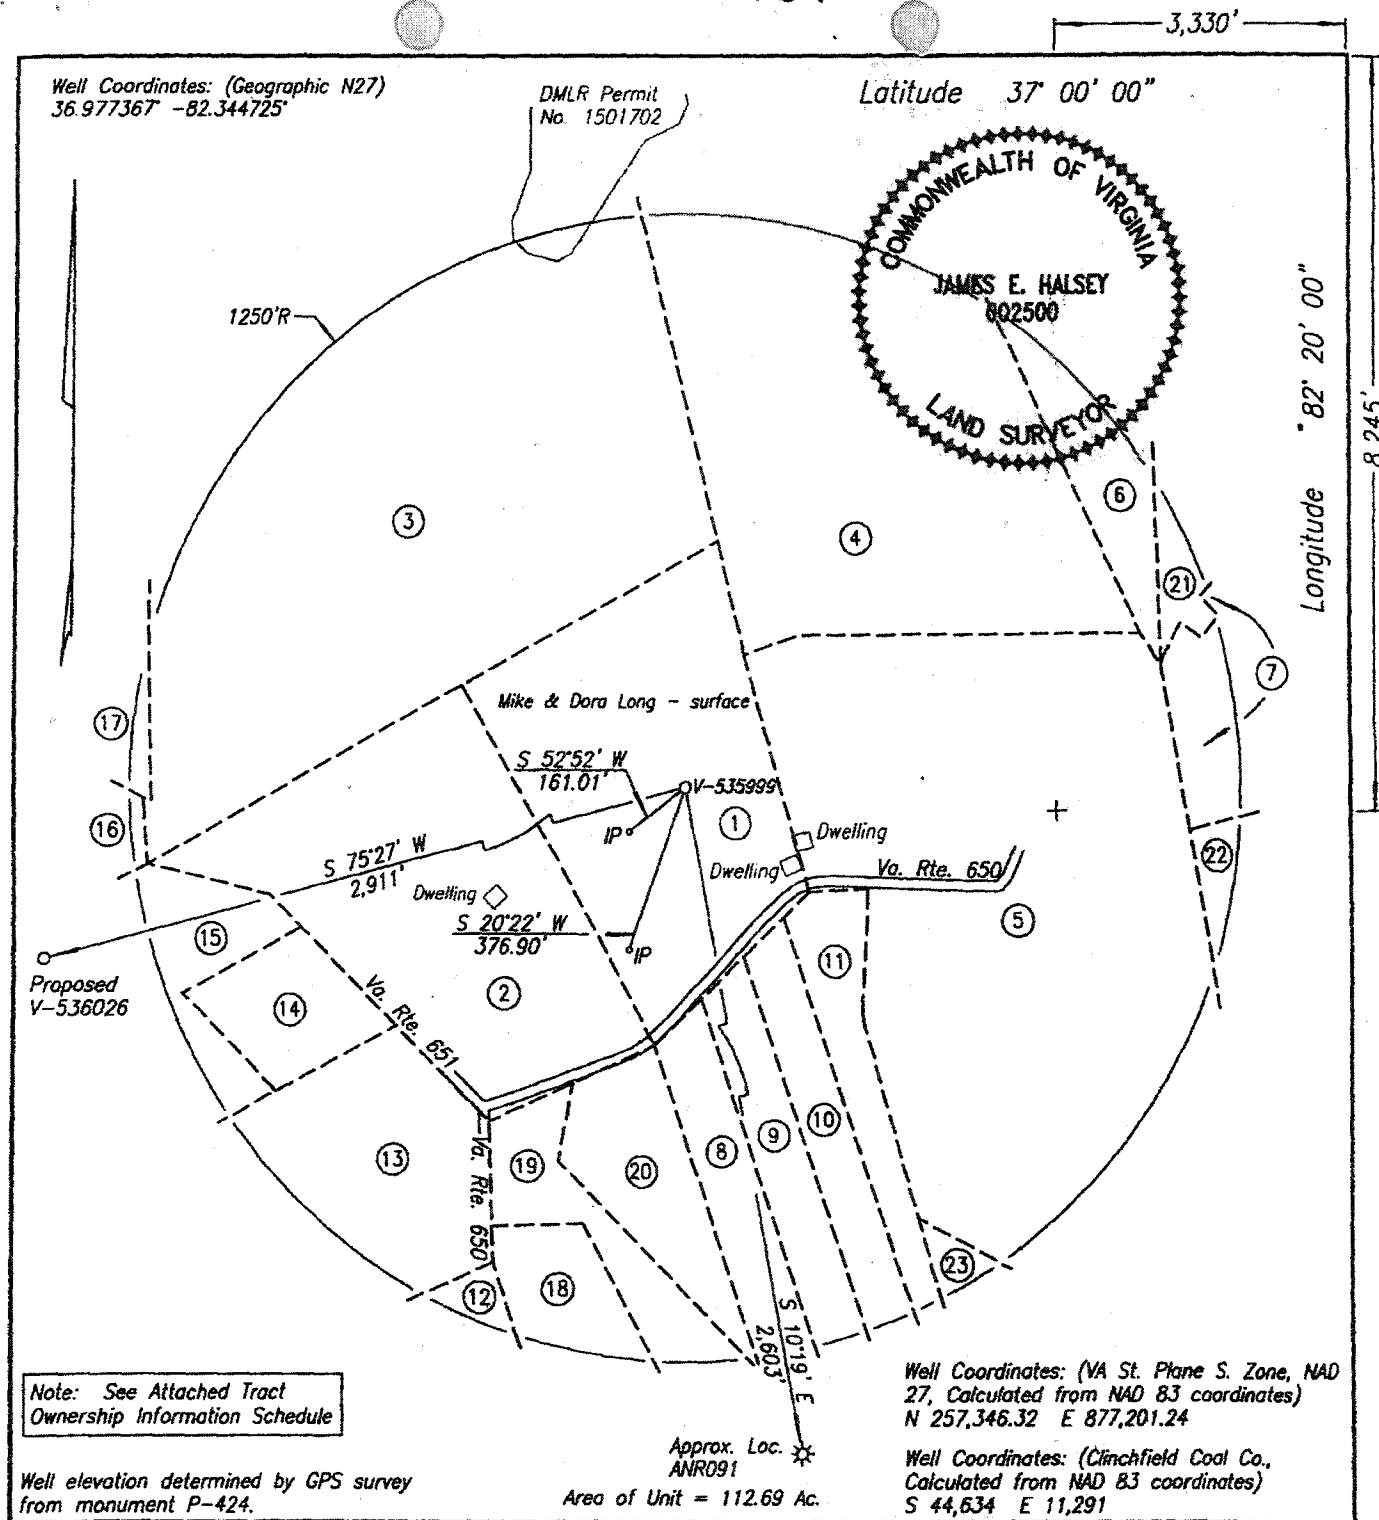 3,330'
Well Coordinates: (Geographic N27)
36.977367° -82.344725°
DMLR Permit
No. 1501702
Latitude 37° 00' 00"
COMMONWEALTH OF VIRGINIA
JAMES E. HALSEY
002500
LAND SURVEYOR
Longitude 82° 20' 00"
8,245'
1250'R
3
4
6
21
7
17
16
Mike & Dora Long - surface
S 52°52' W
161.01'
V-535999
1
IP
Dwelling
Dwelling
S 75°27' W
2,911'
Dwelling
S 20°22' W
376.90'
IP
Va. Rte. 650
22
5
15
11
Proposed
V-536026
14
2
Va. Rte. 651
13
Va. Rte. 650
19
20
8
9
10
12
18
23
S 10°19' E
2,603'
Note: See Attached Tract
Ownership Information Schedule
Well elevation determined by GPS survey
from monument P-424.
Approx. Loc.
ANR091
Area of Unit = 112.69 Ac.
Well Coordinates: (VA St. Plane S. Zone, NAD
27, Calculated from NAD 83 coordinates)
N 257,346.32 E 877,201.24
Well Coordinates: (Clinchfield Coal Co.,
Calculated from NAD 83 coordinates)
S 44,634 E 11,291